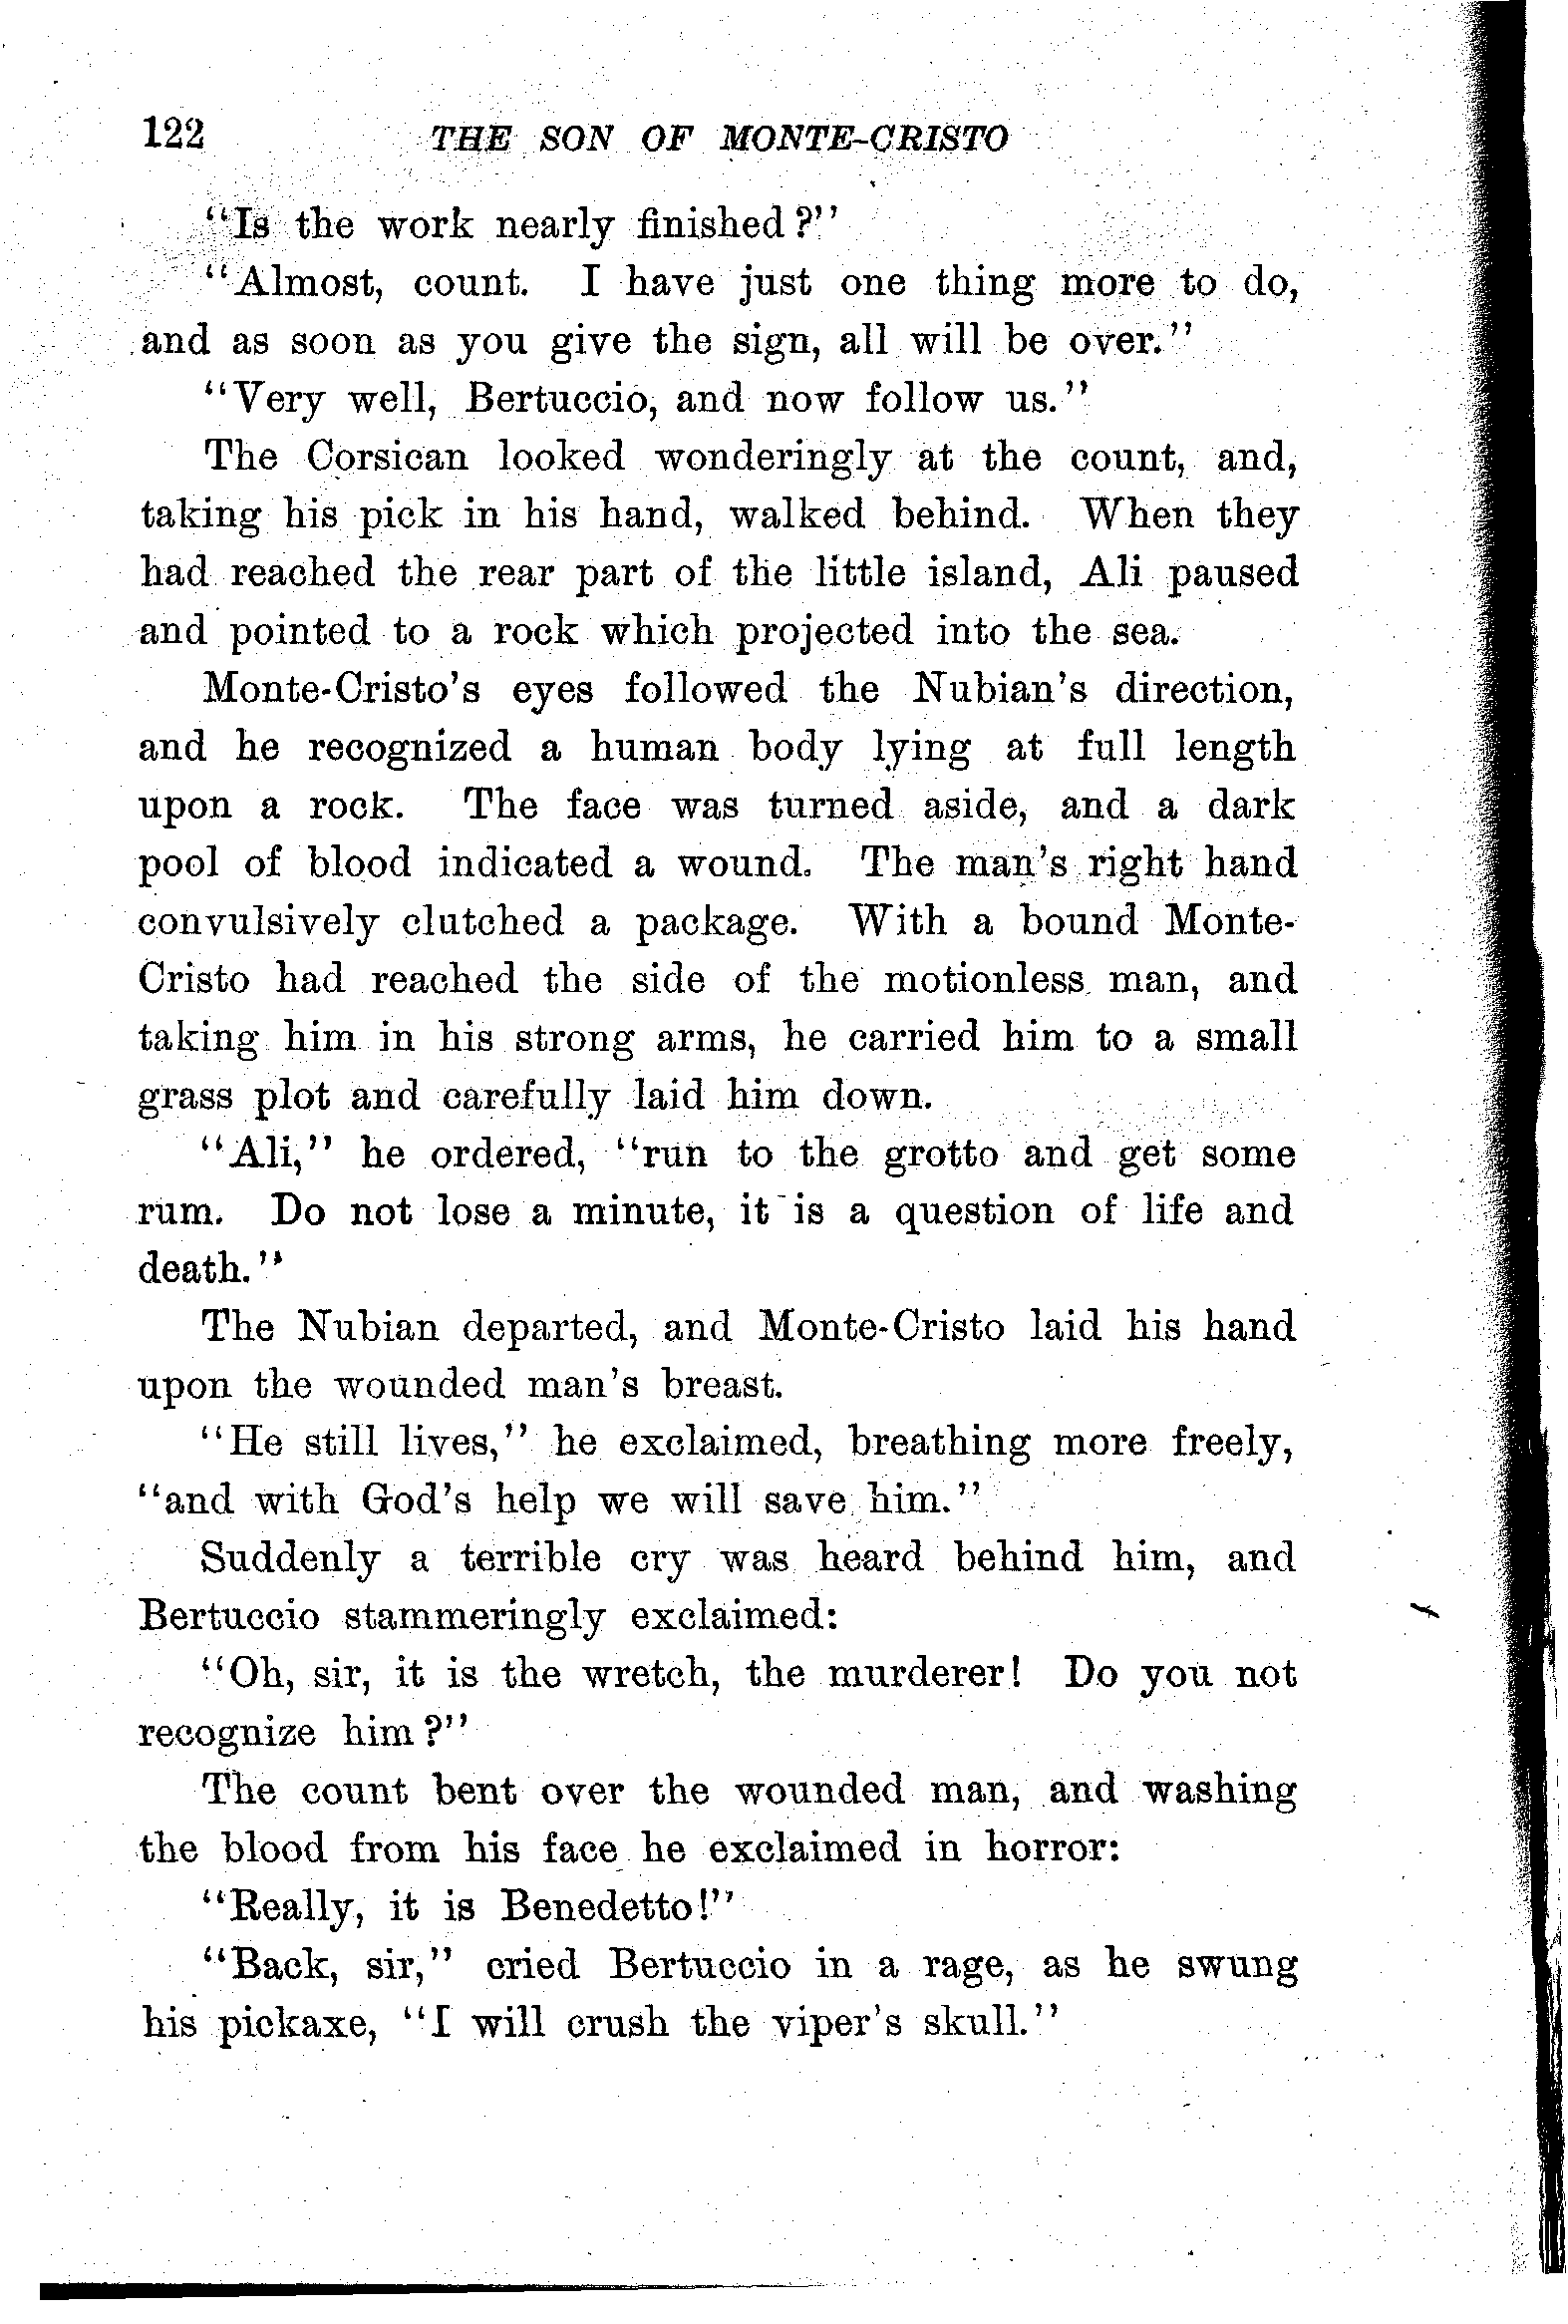 122 THE SON OF MONTE-CRISTO
"Is the work nearly finished?"
"Almost, count. I have just one thing more to do,
and as soon as you give the sign, all will be over."
"Very well, Bertuccio, and now follow us."
The Corsican looked wonderingly at the count, and,
taking his pick in his hand, walked behind. When they
had reached the rear part of the little island, Ali paused
and pointed to a rock which projected into the sea.
Monte-Cristo's eyes followed the Nubian's direction,
and he recognized a human body lying at full length
upon a rock. The face was turned aside, and a dark
pool of blood indicated a wound. The man's right hand
convulsively clutched a package. With a bound Monte-
Cristo had reached the side of the motionless man, and
taking him in his strong arms, he carried him to a small
grass plot and carefully laid him down.
"Ali," he ordered, "run to the grotto and get some
rum. Do not lose a minute, it is a question of life and
death."
The Nubian departed, and Monte-Cristo laid his hand
upon the wounded man's breast.
"He still lives," he exclaimed, breathing more freely,
"and with God's help we will save him."
Suddenly a terrible cry was heard behind him, and
Bertuccio stammeringly exclaimed:
"Oh, sir, it is the wretch, the murderer! Do you not
recognize him?"
The count bent over the wounded man, and washing
the blood from his face he exclaimed in horror:
"Really, it is Benedetto!"
"Back, sir," cried Bertuccio in a rage, as he swung
his pickaxe, "I will crush the viper's skull."